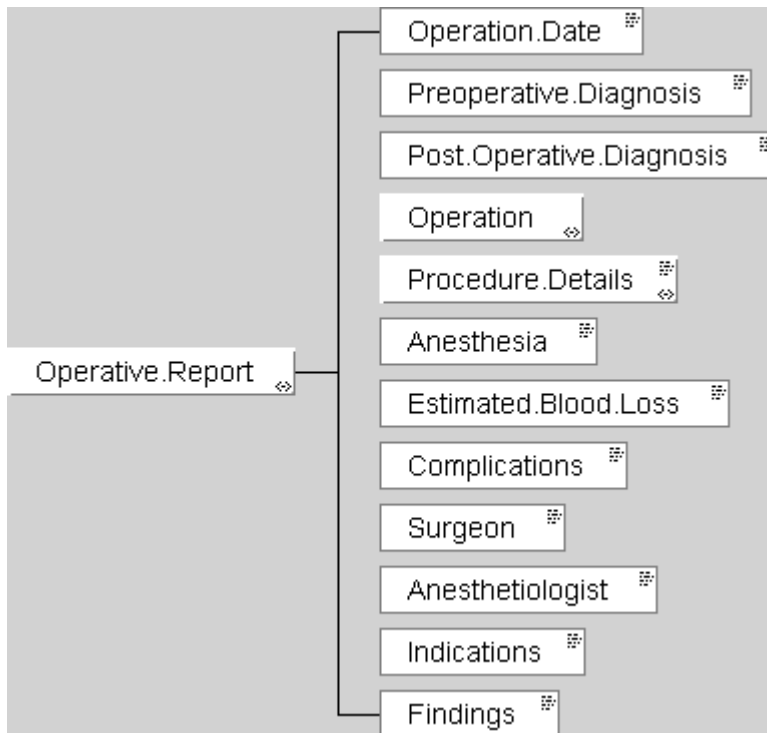 Operation.Date
Preoperative.Diagnosis
Post.Operative.Diagnosis
Operation
Procedure.Details
Anesthesia
Operative.Report
Estimated.Blood.Loss
Complications
Surgeon
Anesthetiologist
Indications
Findings